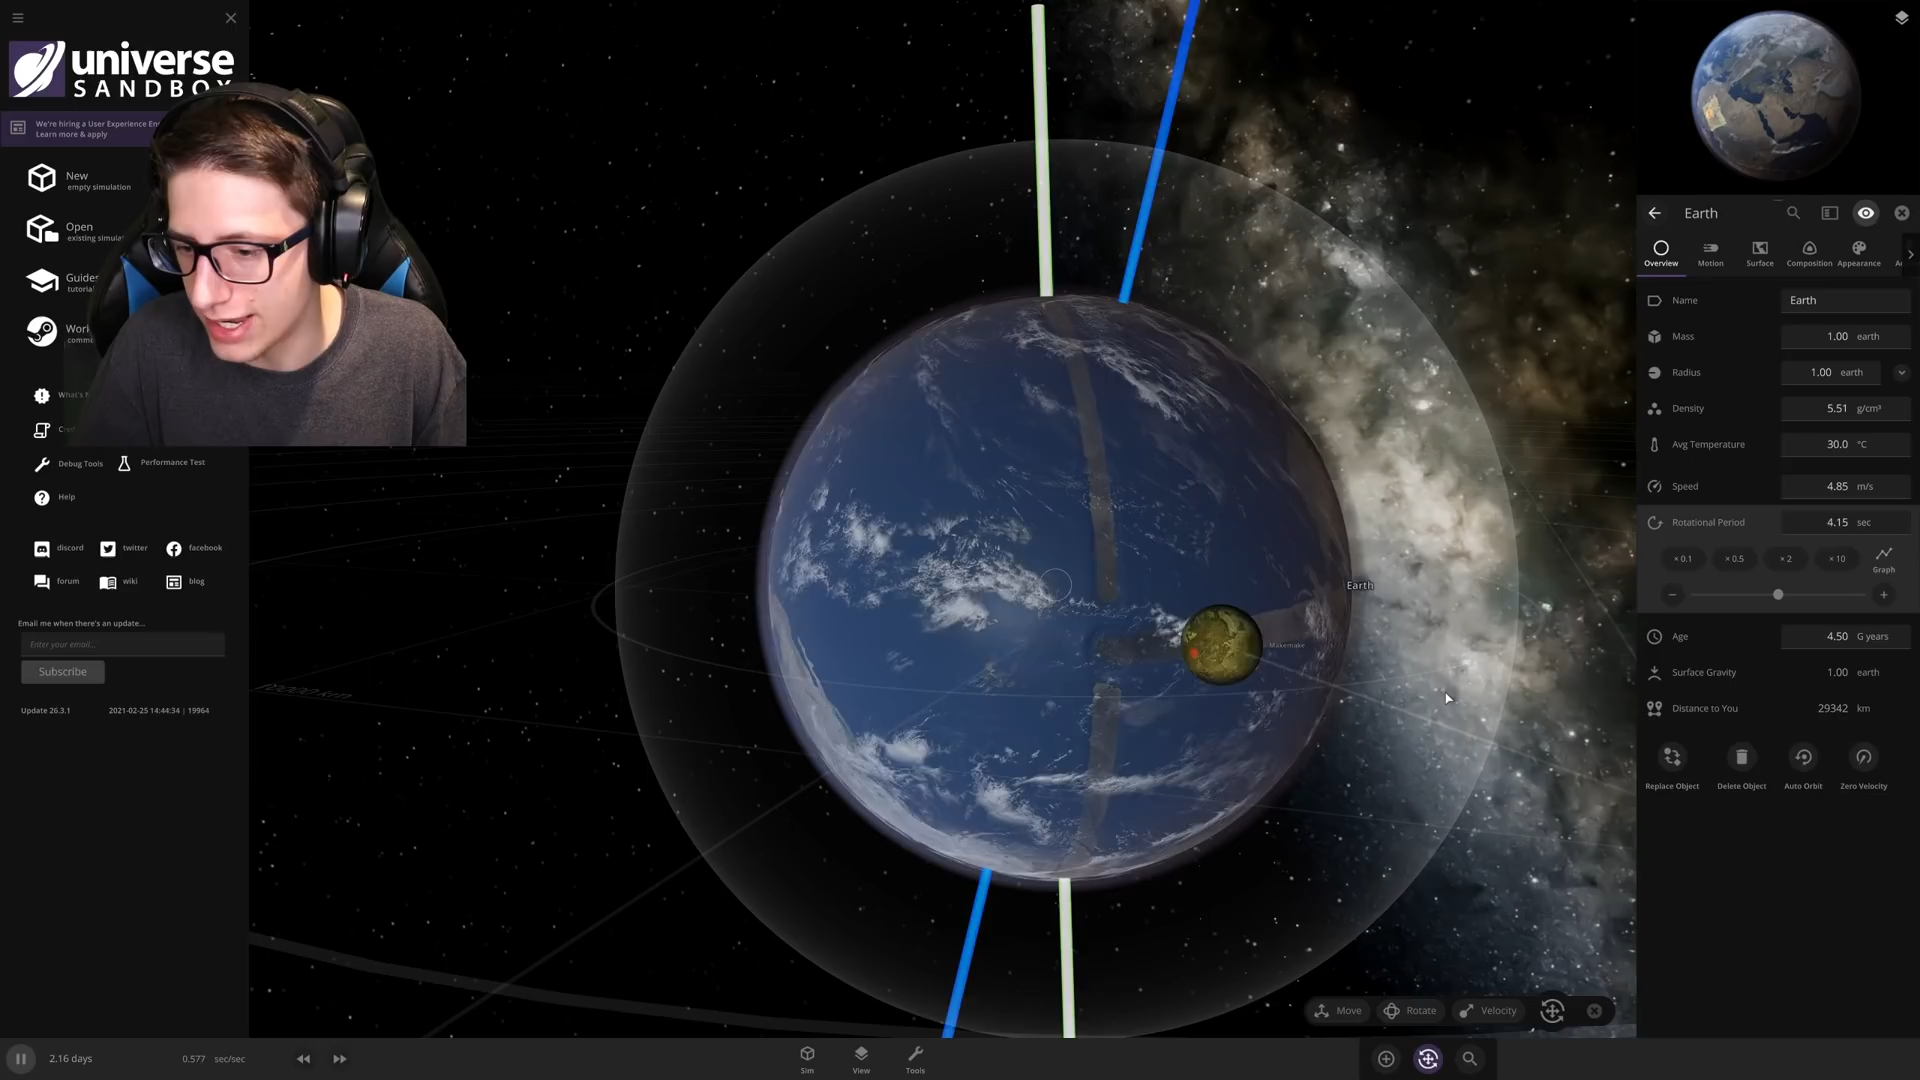 universe
SANDBOX
We're hiring a User Experience En
Learn more & apply
New
empty simulation
Open
existing simula
Guides
tutoria
Work
comm
What's N
Debug Tools
Performance Test
Help
discord
twitter
facebook
forum
wiki
blog
Email me when there's an update...
Enter your email...
Subscribe
Update 26.3.1
2021-02-25 14:44:34 | 19964
Earth
Makemake
Move
Rotate
Velocity
Earth
Overview
Motion
Surface
Composition
Appearance
Name
Earth
Mass
1.00 earth
Radius
1.00 earth
Density
5.51 g/cm³
Avg Temperature
30.0 °C
Speed
4.85 m/s
Rotational Period
4.15 sec
× 0.1
× 0.5
× 2
× 10
Graph
Age
4.50 G years
Surface Gravity
1.00 earth
Distance to You
29342 km
Replace Object
Delete Object
Auto Orbit
Zero Velocity
2.16 days
0.577 sec/sec
Sim
View
Tools